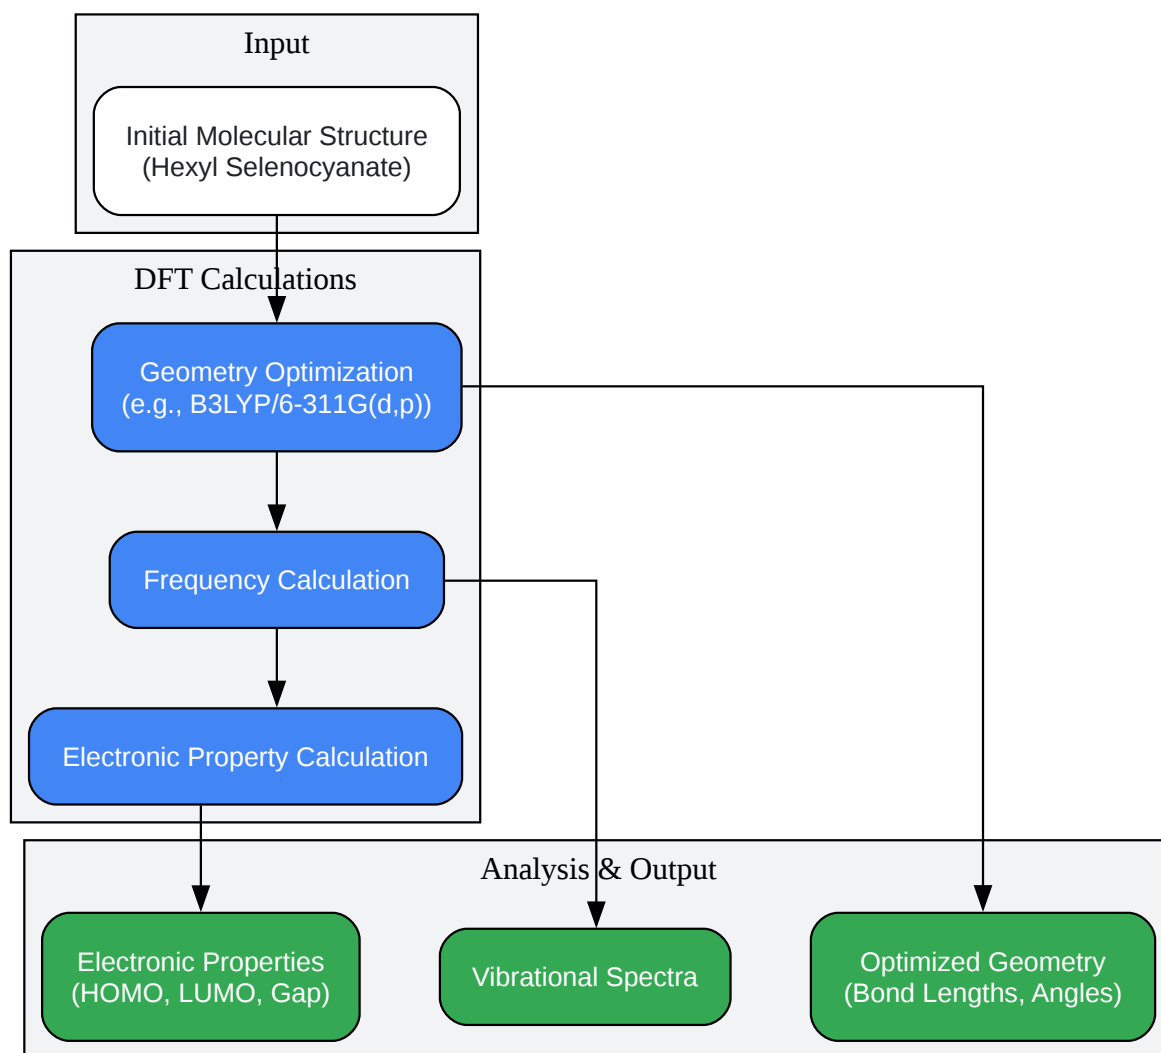 Input
Initial Molecular Structure
(Hexyl Selenocyanate)
DFT Calculations
Geometry Optimization
(e.g., B3LYP/6-311G(d,p))
Frequency Calculation
Electronic Property Calculation
Analysis & Output
Electronic Properties
(HOMO, LUMO, Gap)
Vibrational Spectra
Optimized Geometry
(Bond Lengths, Angles)